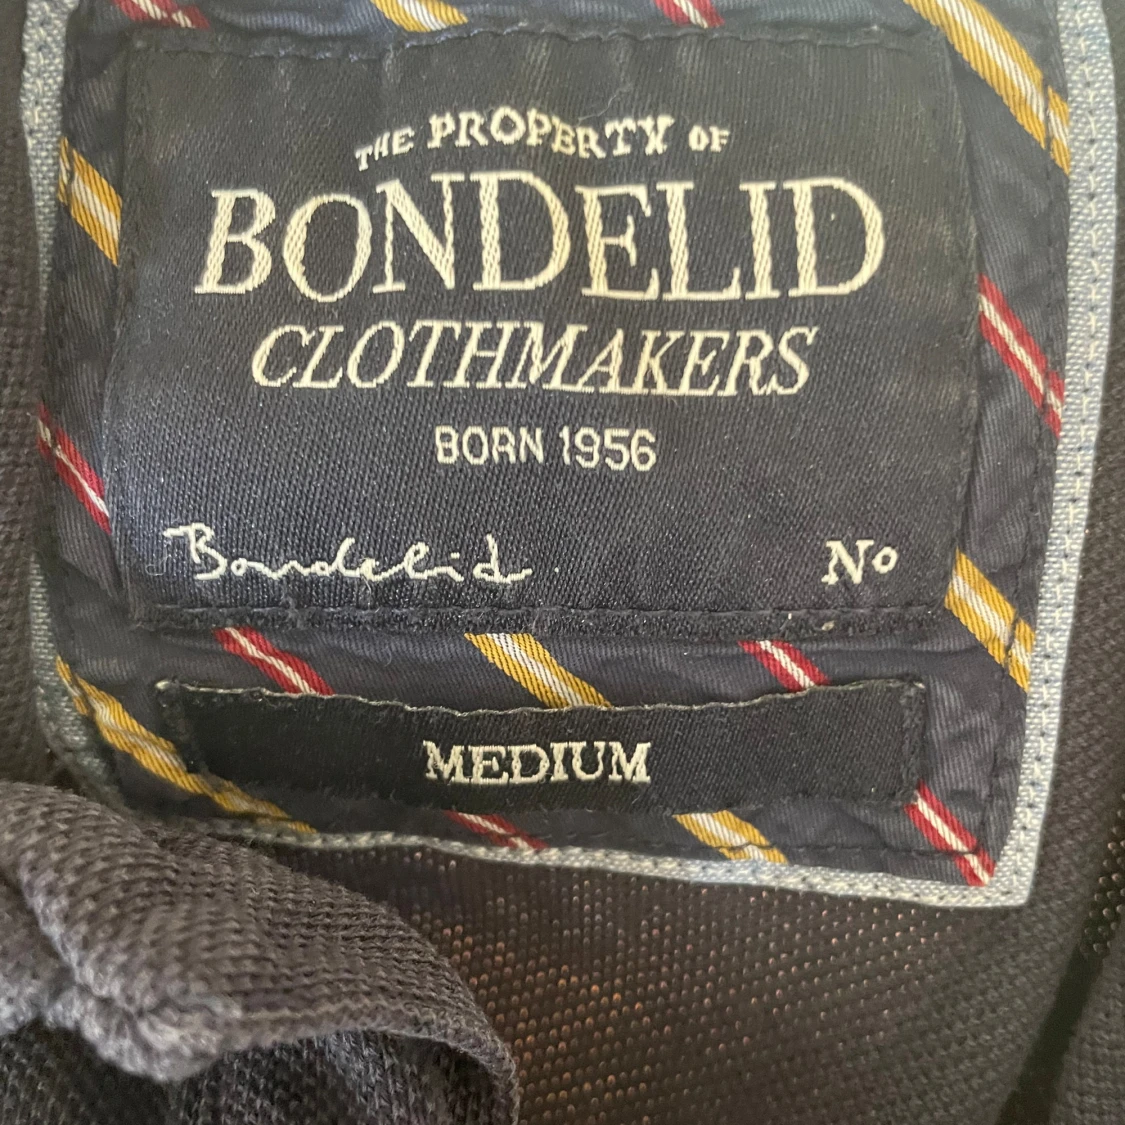 THE PROPERTY OF
BONDELID
CLOTHMAKERS
BORN 1956
Bondelid Nº
MEDIUM